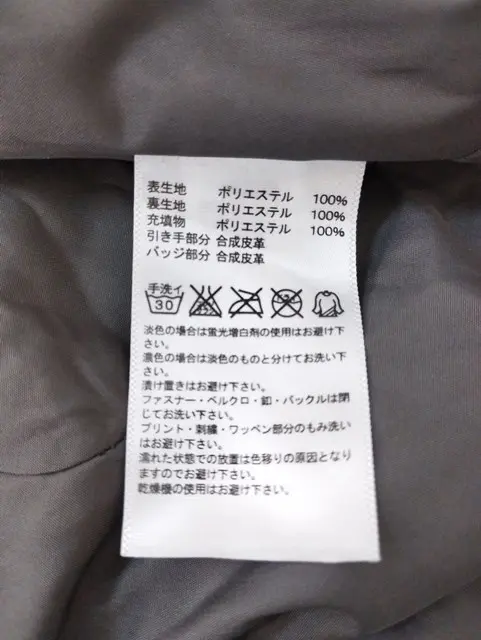 表生地 ポリエステル 100%
裏生地 ポリエステル 100%
充填物 ポリエステル 100%
引き手部分 合成皮革
バッジ部分 合成皮革
手洗イ
30
淡色の場合は蛍光増白剤の使用はお避け下
さい。
濃色の場合は淡色のものと分けてお洗い下
さい。
漬け置きはお避け下さい。
ファスナー・ベルクロ・釦・バックルは閉
じてお洗い下さい。
プリント・刺繍・ワッペン部分のもみ洗い
はお避け下さい。
濡れた状態での放置は色移りの原因となり
ますのでお避け下さい。
乾燥機の使用はお避け下さい。